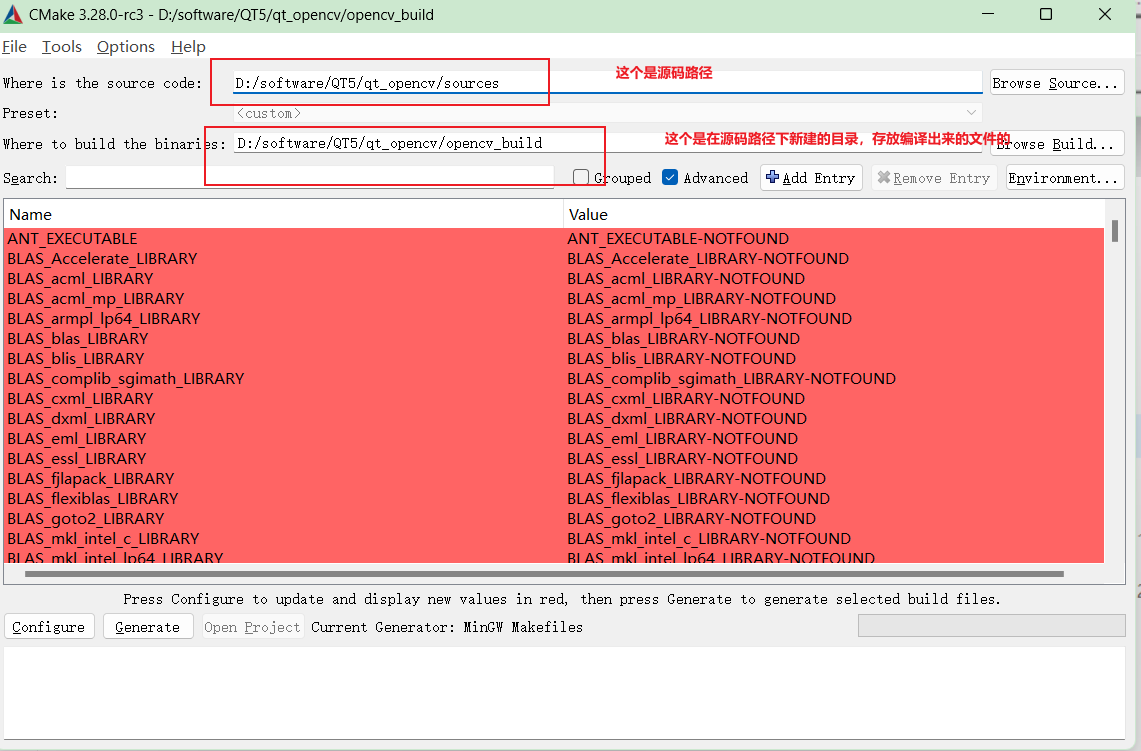 CMake 3.28.0-rc3 - D:/software/QT5/qt_opencv/opencv_build
File Tools Options Help
Where is the source code: D:/software/QT5/qt_opencv/sources 这个是源码路径 Browse Source...
Preset: <custom>
Where to build the binaries: D:/software/QT5/qt_opencv/opencv_build 这个是在源码路径下新建的目录，存放编译出来的文件的 Browse Build...
Search: Grouped Advanced Add Entry Remove Entry Environment...
Name Value
ANT_EXECUTABLE ANT_EXECUTABLE-NOTFOUND
BLAS_Accelerate_LIBRARY BLAS_Accelerate_LIBRARY-NOTFOUND
BLAS_acml_LIBRARY BLAS_acml_LIBRARY-NOTFOUND
BLAS_acml_mp_LIBRARY BLAS_acml_mp_LIBRARY-NOTFOUND
BLAS_armpl_lp64_LIBRARY BLAS_armpl_lp64_LIBRARY-NOTFOUND
BLAS_blas_LIBRARY BLAS_blas_LIBRARY-NOTFOUND
BLAS_blis_LIBRARY BLAS_blis_LIBRARY-NOTFOUND
BLAS_complib_sgimath_LIBRARY BLAS_complib_sgimath_LIBRARY-NOTFOUND
BLAS_cxml_LIBRARY BLAS_cxml_LIBRARY-NOTFOUND
BLAS_dxml_LIBRARY BLAS_dxml_LIBRARY-NOTFOUND
BLAS_eml_LIBRARY BLAS_eml_LIBRARY-NOTFOUND
BLAS_essl_LIBRARY BLAS_essl_LIBRARY-NOTFOUND
BLAS_fjlapack_LIBRARY BLAS_fjlapack_LIBRARY-NOTFOUND
BLAS_flexiblas_LIBRARY BLAS_flexiblas_LIBRARY-NOTFOUND
BLAS_goto2_LIBRARY BLAS_goto2_LIBRARY-NOTFOUND
BLAS_mkl_intel_c_LIBRARY BLAS_mkl_intel_c_LIBRARY-NOTFOUND
BLAS_mkl_intel_lp64_LIBRARY BLAS_mkl_intel_lp64_LIBRARY-NOTFOUND
Press Configure to update and display new values in red, then press Generate to generate selected build files.
Configure Generate Open Project Current Generator: MinGW Makefiles